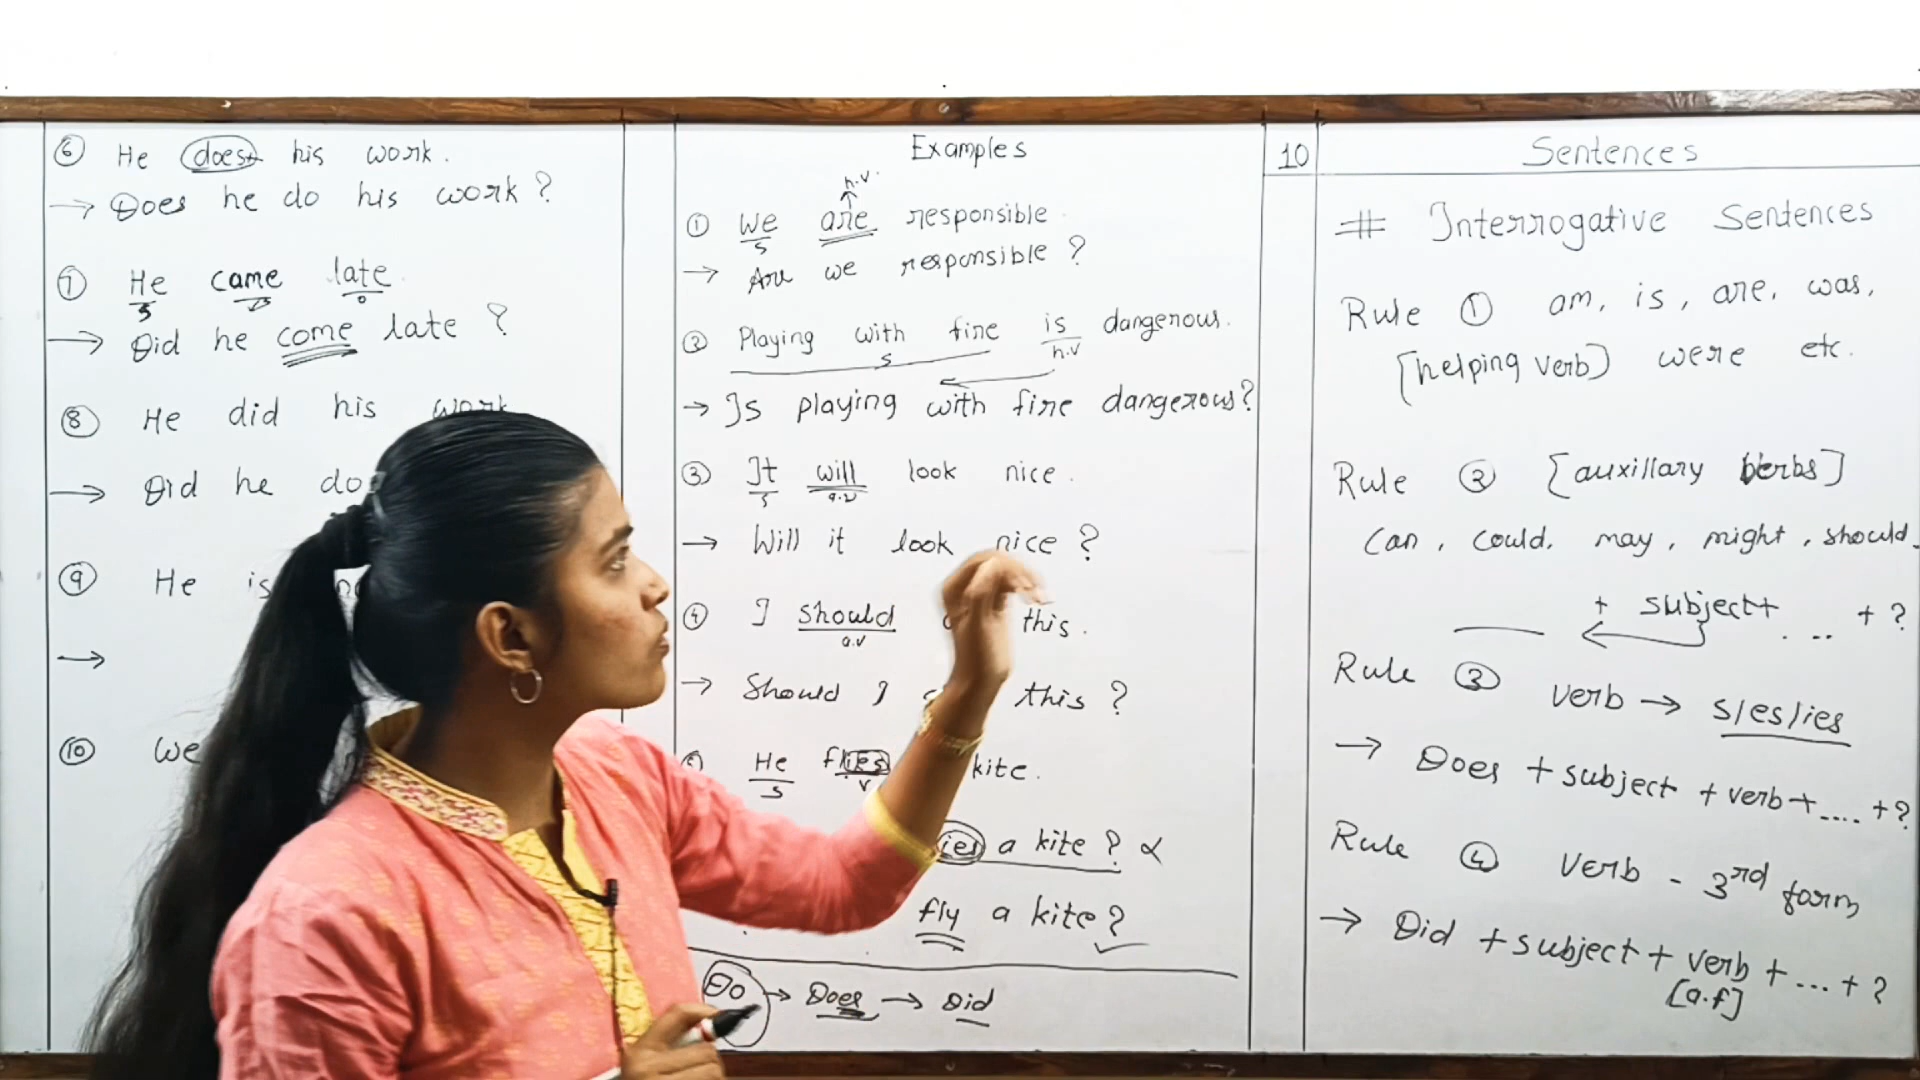 ⑥ He does his work.
→ Does he do his work?
⑦ He came late.
S
→ Did he come late?
⑧ He did his work
→ Did he do
⑨ He is
→
⑩ we
Examples
h.v.
① We are responsible
S
→ Are we responsible?
② Playing with fire is dangerous.
S h.v
→ Is playing with fire dangerous?
③ It will look nice.
S a.v
→ Will it look nice?
④ I should this.
a.v
→ Should I this?
He flies kite.
S v
ies a kite?
fly a kite?
Do → Does → Did
10 Sentences
# Interrogative Sentences
Rule ① am, is, are, was,
[helping verb] were etc.
Rule ② [auxillary verbs]
Can, could, may, might, should
+ subject+ ... + ?
Rule ③ verb → s/es/ies
→ Does + subject + verb + .... + ?
Rule ④ verb - 3rd form
→ Did + subject + verb + ... + ?
[a.f]